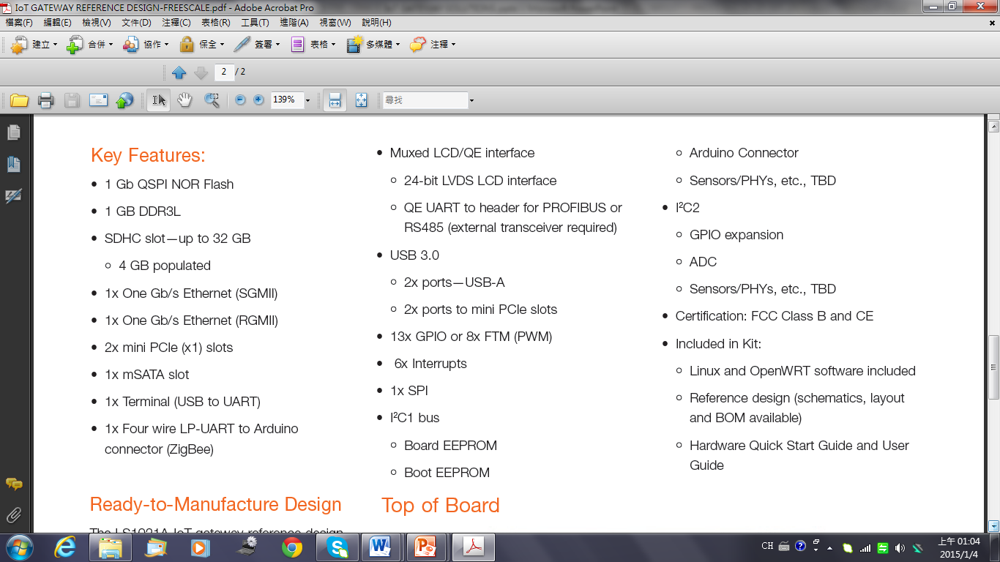 IoT GATEWAY REFERENCE DESIGN-FREESCALE.pdf - Adobe Acrobat Pro
檔案(F) 編輯(E) 檢視(V) 文件(D) 注釋(C) 表格(R) 工具(T) 進階(A) 視窗(W) 說明(H)
建立 合併 協作 保全 簽署 表格 多媒體 注釋
2 / 2
139% 尋找
Key Features:
• 1 Gb QSPI NOR Flash
• 1 GB DDR3L
• SDHC slot—up to 32 GB
○ 4 GB populated
• 1x One Gb/s Ethernet (SGMII)
• 1x One Gb/s Ethernet (RGMII)
• 2x mini PCIe (x1) slots
• 1x mSATA slot
• 1x Terminal (USB to UART)
• 1x Four wire LP-UART to Arduino
connector (ZigBee)
• Muxed LCD/QE interface
○ 24-bit LVDS LCD interface
○ QE UART to header for PROFIBUS or
RS485 (external transceiver required)
• USB 3.0
○ 2x ports—USB-A
○ 2x ports to mini PCIe slots
• 13x GPIO or 8x FTM (PWM)
• 6x Interrupts
• 1x SPI
• I²C1 bus
○ Board EEPROM
○ Boot EEPROM
○ Arduino Connector
○ Sensors/PHYs, etc., TBD
• I²C2
○ GPIO expansion
○ ADC
○ Sensors/PHYs, etc., TBD
• Certification: FCC Class B and CE
• Included in Kit:
○ Linux and OpenWRT software included
○ Reference design (schematics, layout
and BOM available)
○ Hardware Quick Start Guide and User
Guide
Ready-to-Manufacture Design
The LS1021A IoT gateway reference design
Top of Board
CH
上午 01:04
2015/1/4